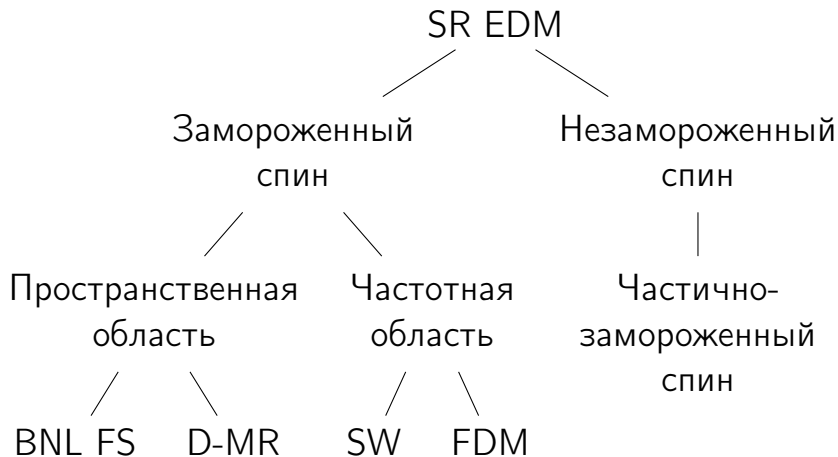 SR EDM
Замороженный
спин
Незамороженный
спин
Пространственная
область
Частотная
область
Частично-
замороженный
спин
BNL FS
D-MR
SW
FDM